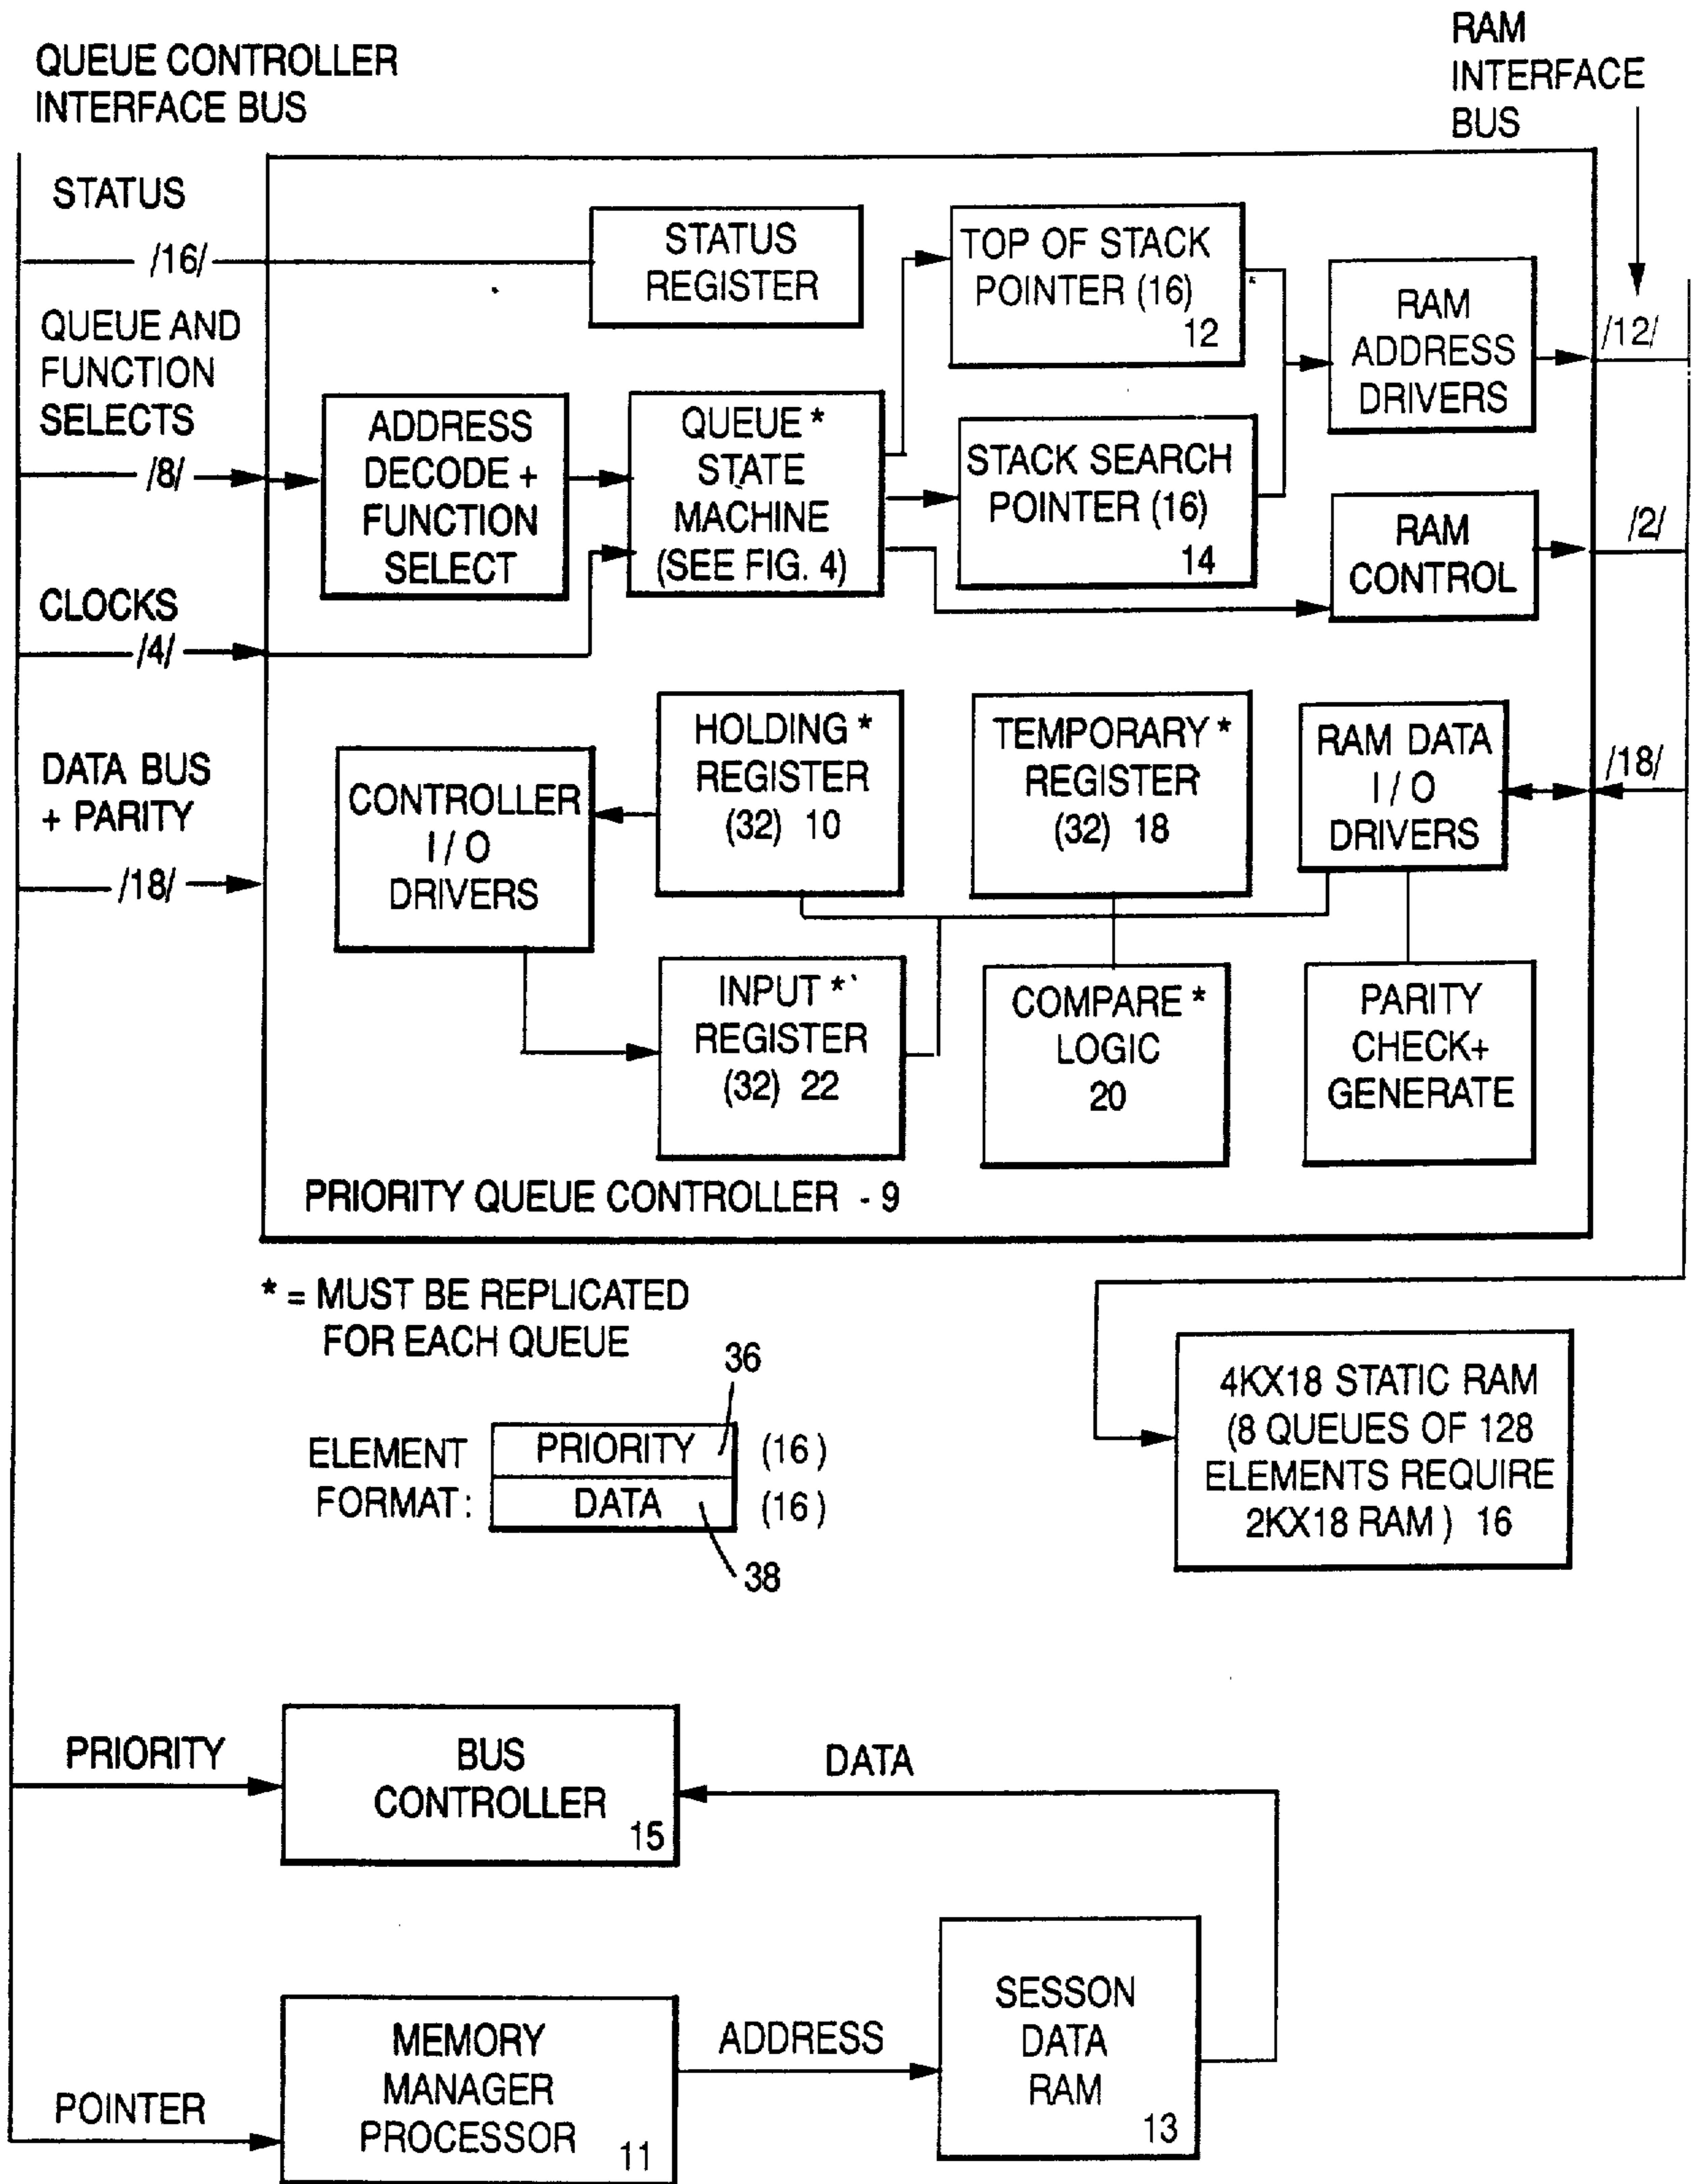 QUEUE CONTROLLER
INTERFACE BUS
RAM
INTERFACE
BUS
STATUS
/16/
STATUS
REGISTER
TOP OF STACK
POINTER (16)
12
RAM
ADDRESS
DRIVERS
/12/
QUEUE AND
FUNCTION
SELECTS
/8/
ADDRESS
DECODE +
FUNCTION
SELECT
QUEUE *
STATE
MACHINE
(SEE FIG. 4)
STACK SEARCH
POINTER (16)
14
RAM
CONTROL
/2/
CLOCKS
/4/
DATA BUS
+ PARITY
/18/
CONTROLLER
I / O
DRIVERS
HOLDING *
REGISTER
(32) 10
TEMPORARY *
REGISTER
(32) 18
RAM DATA
I / O
DRIVERS
/18/
INPUT *
REGISTER
(32) 22
COMPARE *
LOGIC
20
PARITY
CHECK+
GENERATE
PRIORITY QUEUE CONTROLLER - 9
* = MUST BE REPLICATED
FOR EACH QUEUE
36
ELEMENT
FORMAT:
PRIORITY
(16)
DATA
(16)
38
4KX18 STATIC RAM
(8 QUEUES OF 128
ELEMENTS REQUIRE
2KX18 RAM) 16
PRIORITY
BUS
CONTROLLER
15
DATA
POINTER
MEMORY
MANAGER
PROCESSOR
11
ADDRESS
SESSON
DATA
RAM
13